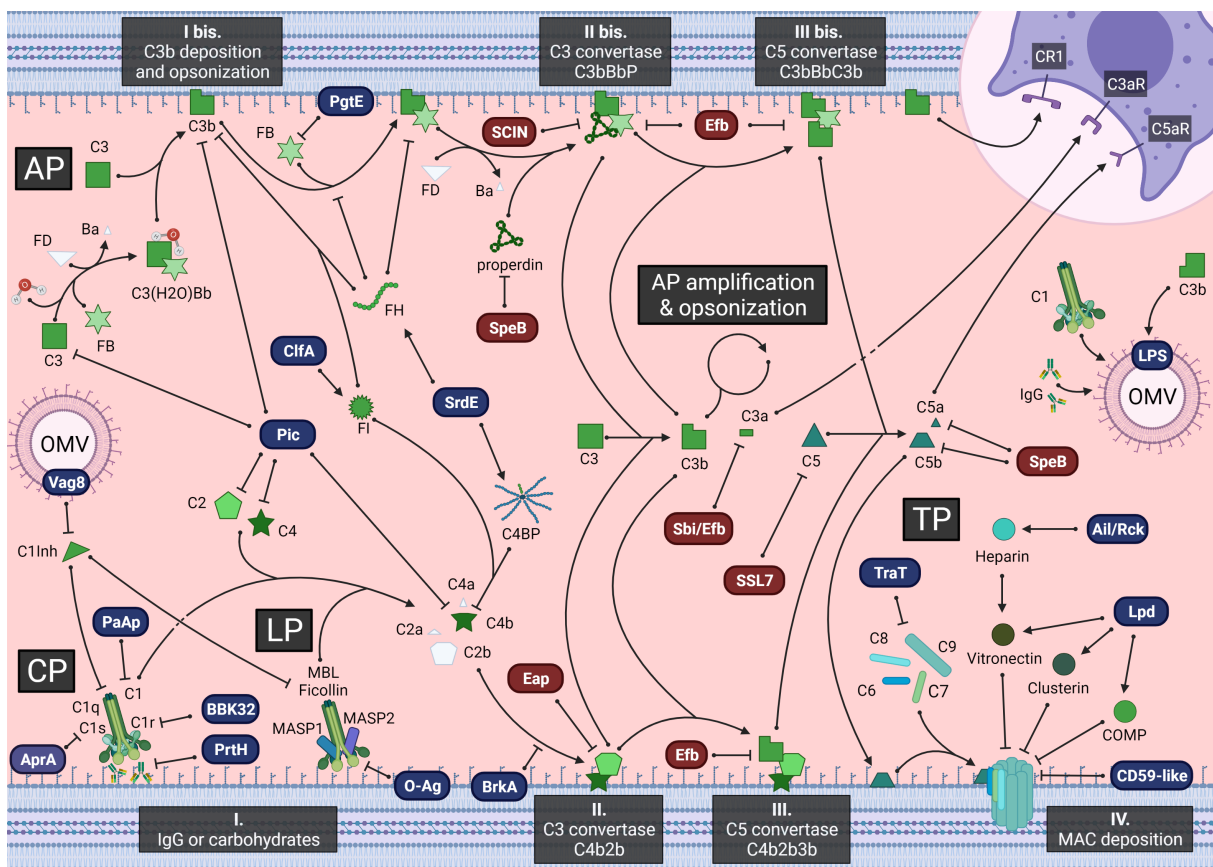 I bis.
C3b deposition
and opsonization
II bis.
C3 convertase
C3bBbP
III bis.
C5 convertase
C3bBbC3b
CR1
C3aR
C5aR
PgtE
C3b
FB
SCIN
Efb
AP
C3
FD
Ba
FD
Ba
H
O
H
C3(H2O)Bb
H
O
H
FB
C3
properdin
SpeB
FH
AP amplification
& opsonization
C1
C3b
LPS
IgG
OMV
ClfA
SrdE
FI
Pic
OMV
Vag8
C2
C4
C1Inh
C4BP
C3
C3b
C3a
C5
C5a
C5b
SpeB
Sbi/Efb
SSL7
TP
Heparin
Ail/Rck
TraT
Lpd
C8
C9
C6
C7
Vitronectin
Clusterin
COMP
C4a
C4b
C2a
C2b
LP
PaAp
CP
MBL
Ficollin
C1
C1q
C1s
C1r
BBK32
PrtH
AprA
MASP1
MASP2
O-Ag
BrkA
Eap
Efb
CD59-like
I.
IgG or carbohydrates
II.
C3 convertase
C4b2b
III.
C5 convertase
C4b2b3b
IV.
MAC deposition